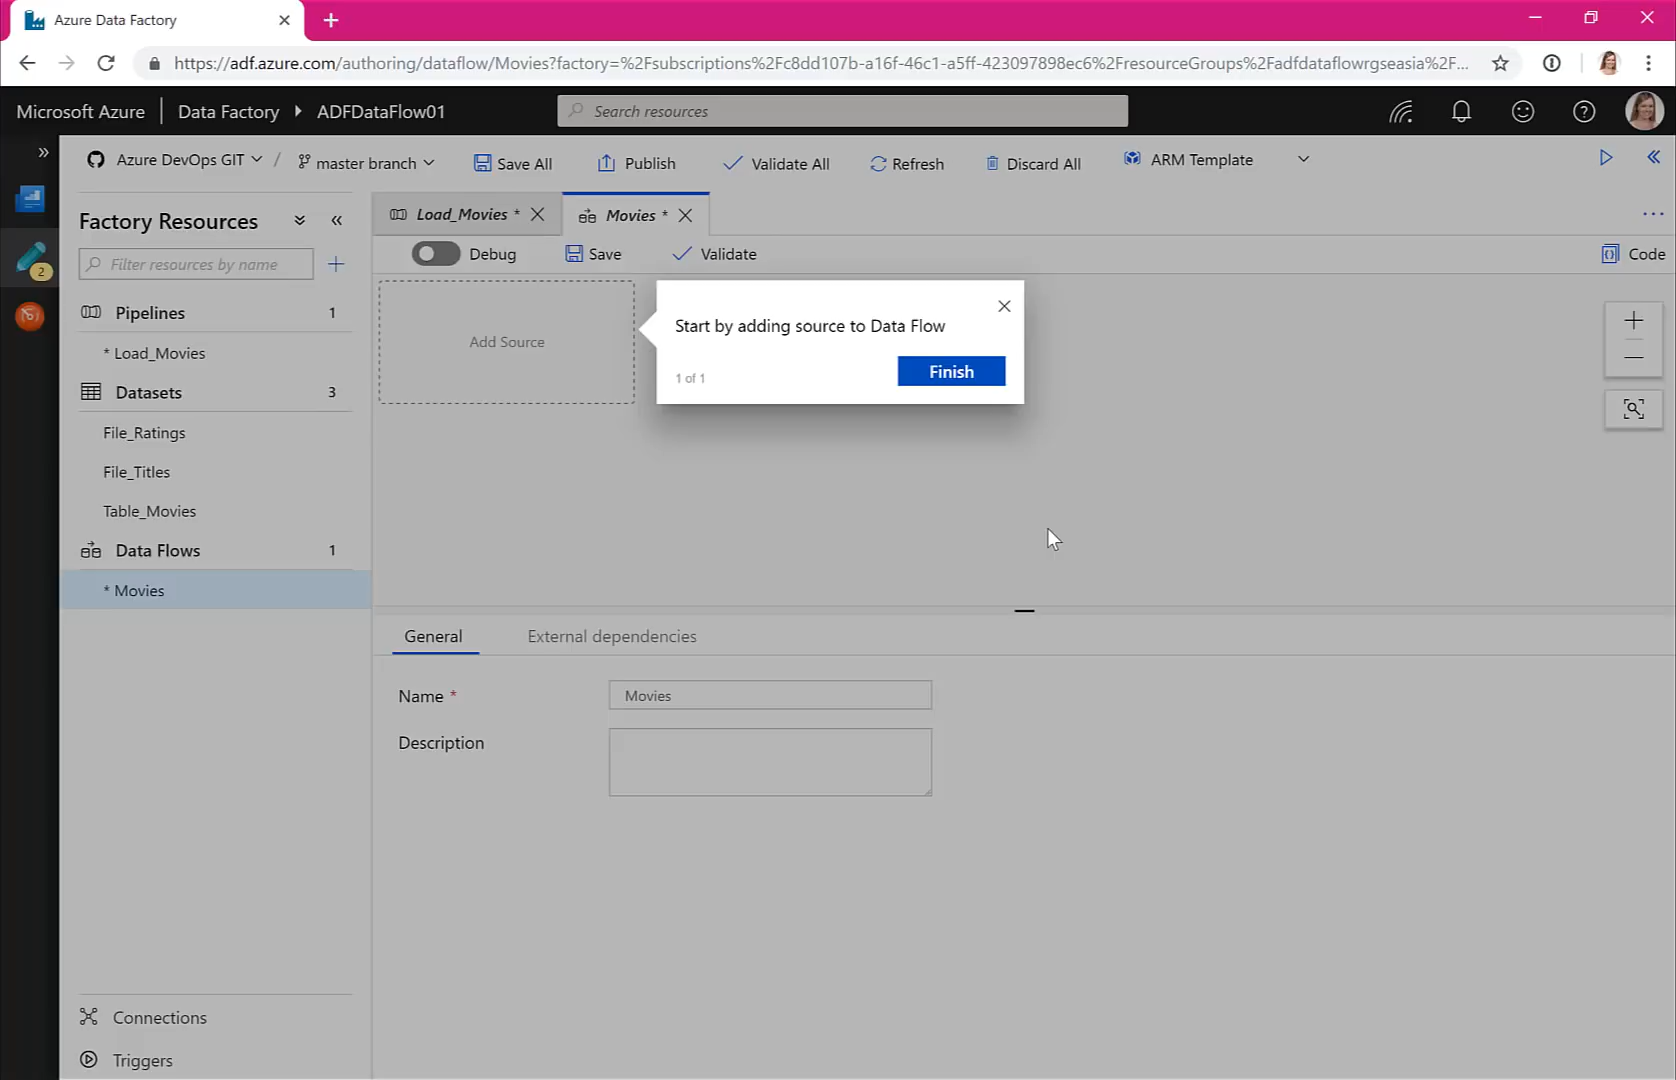 Azure Data Factory
https://adf.azure.com/authoring/dataflow/Movies?factory=%2Fsubscriptions%2Fc8dd107b-a16f-46c1-a5ff-423097898ec6%2FresourceGroups%2Fadfdataflowrgseasia%2F...
Microsoft Azure Data Factory ADFDataFlow01 Search resources
Azure DevOps GIT / master branch Save All Publish Validate All Refresh Discard All ARM Template
Factory Resources
Load_Movies * Movies *
2
Filter resources by name
Debug Save Validate Code
Pipelines 1
* Load_Movies
Datasets 3
File_Ratings
File_Titles
Table_Movies
Data Flows 1
* Movies
Connections
Triggers
Add Source
Start by adding source to Data Flow
1 of 1 Finish
General External dependencies
Name * Movies
Description